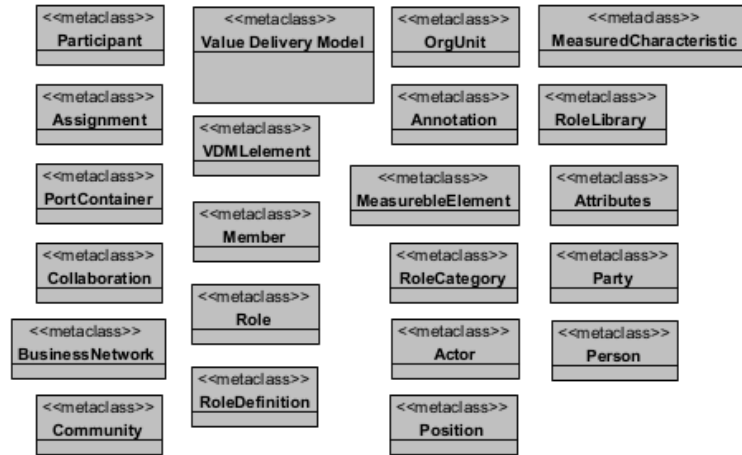 <<metaclass>>
Participant
<<metaclass>>
Value Delivery Model
<<metaclass>>
OrgUnit
<<metaclass>>
MeasuredCharacteristic
<<metaclass>>
Assignment
<<metaclass>>
VDMLelement
<<metaclass>>
Annotation
<<metaclass>>
RoleLibrary
<<metaclass>>
PortContainer
<<metaclass>>
Member
<<metaclass>>
MeasurebleElement
<<metaclass>>
Attributes
<<metaclass>>
Collaboration
<<metaclass>>
Role
<<metaclass>>
RoleCategory
<<metaclass>>
Party
<<metaclass>>
BusinessNetwork
<<metaclass>>
RoleDefinition
<<metaclass>>
Actor
<<metaclass>>
Person
<<metaclass>>
Community
<<metaclass>>
Position